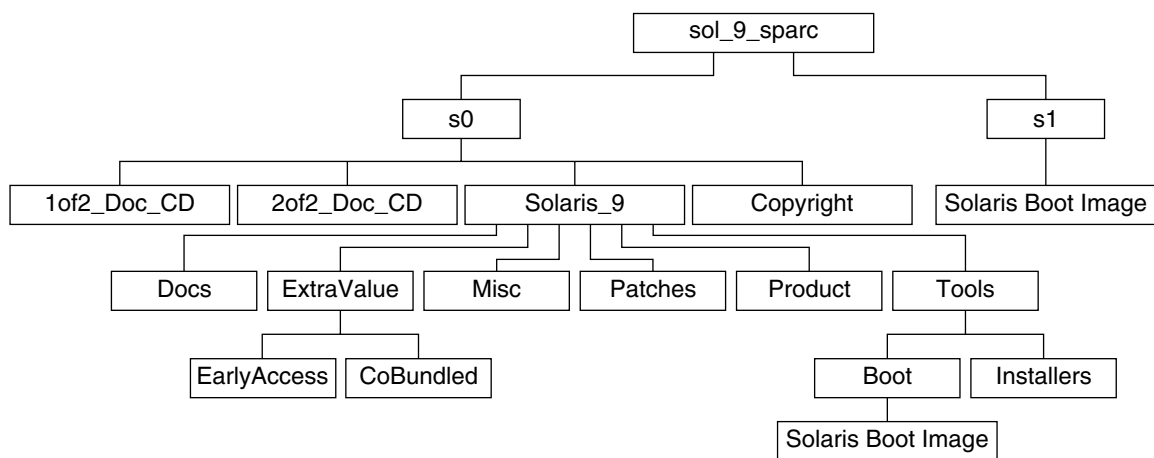 sol_9_sparc
s0
s1
1of2_Doc_CD
2of2_Doc_CD
Solaris_9
Copyright
Solaris Boot Image
Docs
ExtraValue
Misc
Patches
Product
Tools
EarlyAccess
CoBundled
Boot
Installers
Solaris Boot Image